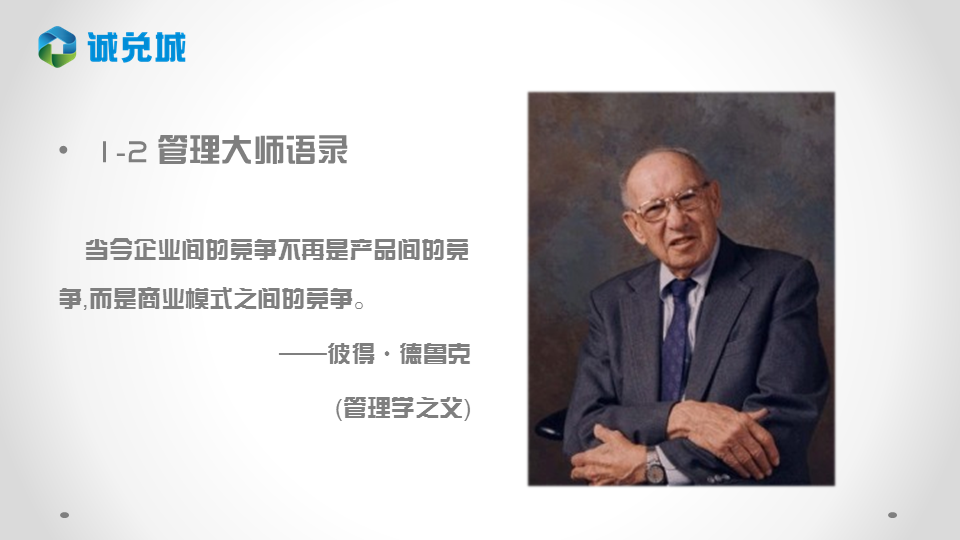 诚兑城
• 1-2 管理大师语录
当今企业间的竞争不再是产品间的竞
争,而是商业模式之间的竞争。
——彼得·德鲁克
(管理学之父)